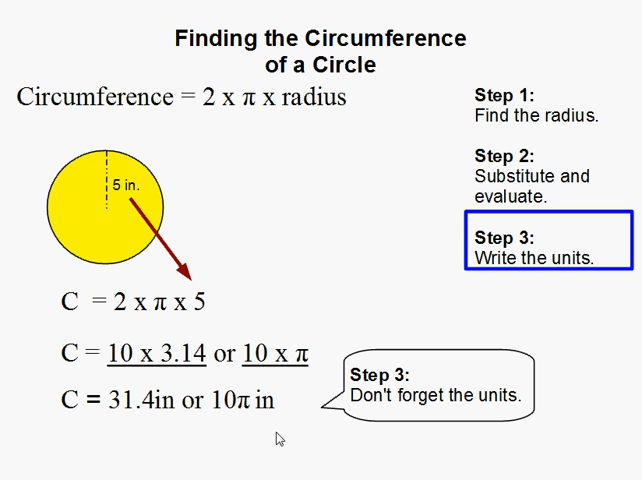 Finding the Circumference
of a Circle
Circumference = 2 x π x radius
5 in.
C = 2 x π x 5
C = 10 x 3.14 or 10 x π
C = 31.4in or 10π in
Step 1:
Find the radius.
Step 2:
Substitute and
evaluate.
Step 3:
Write the units.
Step 3:
Don't forget the units.